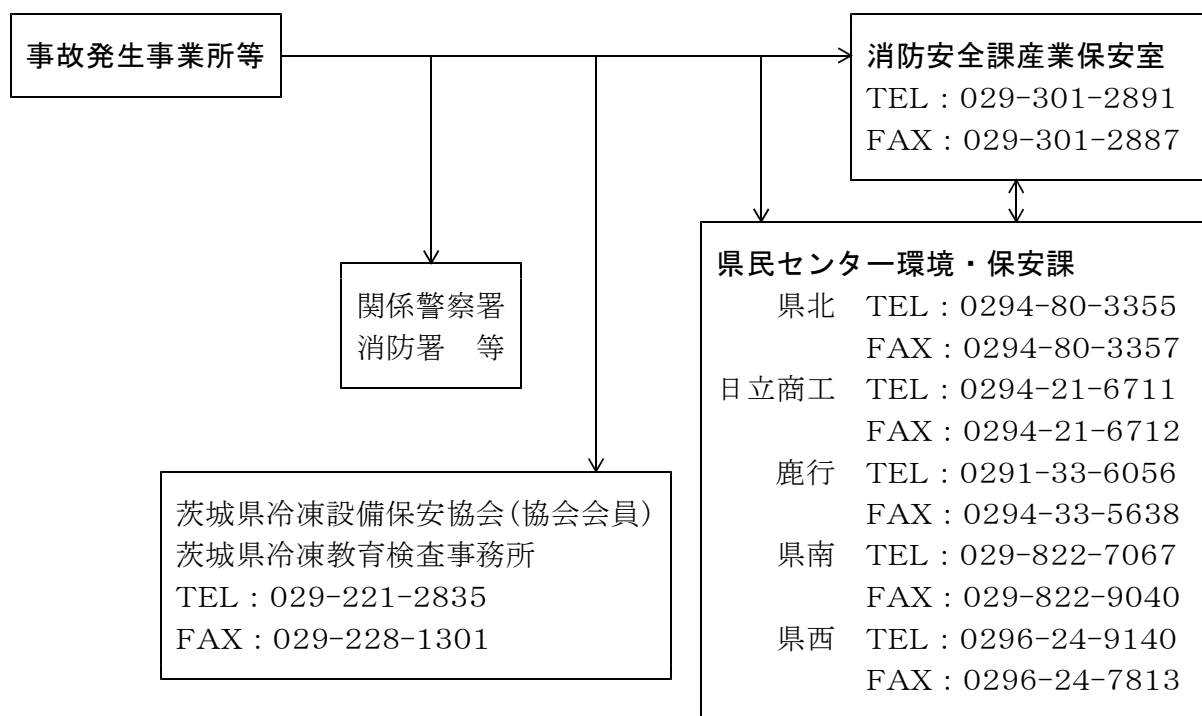 事故発生事業所等
消防安全課産業保安室
TEL：029-301-2891
FAX：029-301-2887
関係警察署
消防署　等
県民センター環境・保安課
県北　TEL：0294-80-3355
FAX：0294-80-3357
日立商工　TEL：0294-21-6711
FAX：0294-21-6712
鹿行　TEL：0291-33-6056
FAX：0294-33-5638
県南　TEL：029-822-7067
FAX：029-822-9040
県西　TEL：0296-24-9140
FAX：0296-24-7813
茨城県冷凍設備保安協会(協会会員)
茨城県冷凍教育検査事務所
TEL：029-221-2835
FAX：029-228-1301